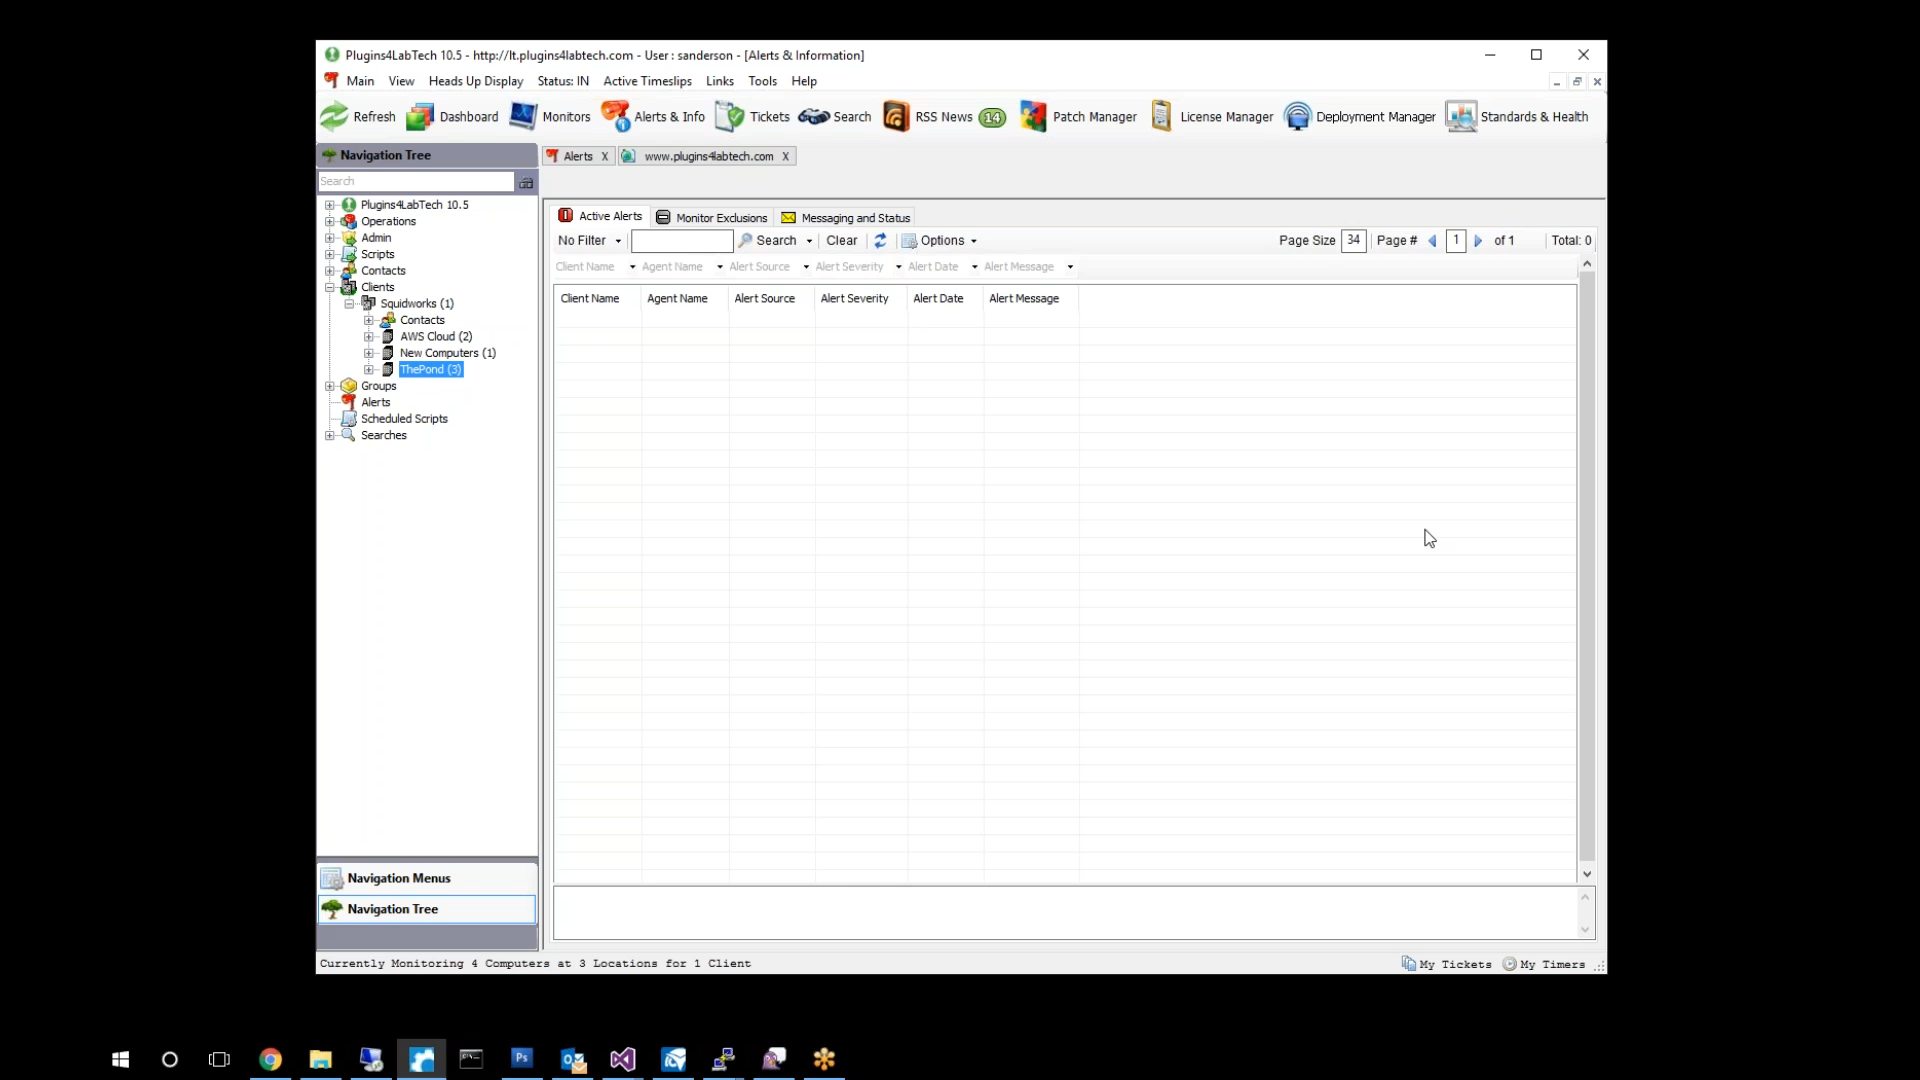 Plugins4LabTech 10.5 - http://lt.plugins4labtech.com - User : sanderson - [Alerts & Information]
Main View Heads Up Display Status: IN Active Timeslips Links Tools Help
Refresh Dashboard Monitors Alerts & Info Tickets Search RSS News 14 Patch Manager License Manager Deployment Manager Standards & Health
Navigation Tree
Alerts X www.plugins4labtech.com X
Search
Plugins4LabTech 10.5
Operations
Admin
Scripts
Contacts
Clients
Squidworks (1)
Contacts
AWS Cloud (2)
New Computers (1)
ThePond (3)
Groups
Alerts
Scheduled Scripts
Searches
Active Alerts Monitor Exclusions Messaging and Status
No Filter Search Clear Options Page Size 34 Page # 1 of 1 Total: 0
Client Name Agent Name Alert Source Alert Severity Alert Date Alert Message
Client Name Agent Name Alert Source Alert Severity Alert Date Alert Message
Navigation Menus
Navigation Tree
Currently Monitoring 4 Computers at 3 Locations for 1 Client
My Tickets My Timers
Ps